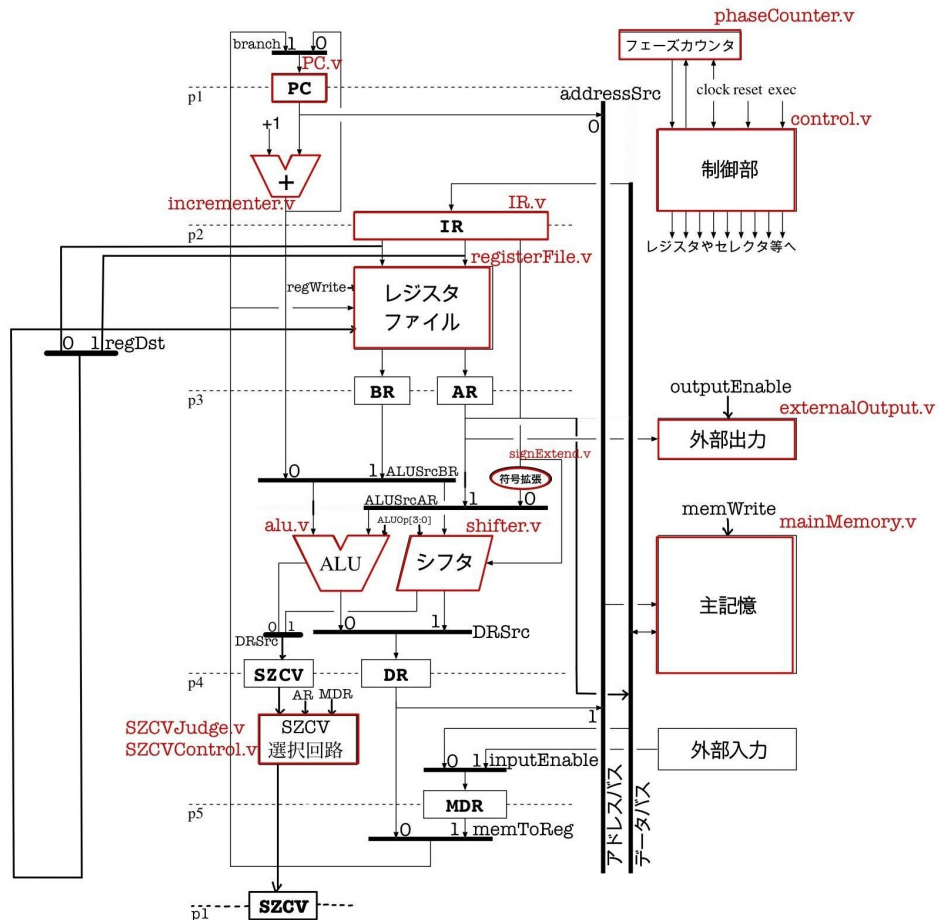 phaseCounter.v
フェーズカウンタ
branch 1 0
PC.v
PC
p1
addressSrc
0
clock reset exec
control.v
制御部
+1
+
incrementer.v
IR.v
IR
p2
レジスタやセレクタ等へ
registerFile.v
regWrite
レジスタ
ファイル
0 1 regDst
BR
AR
p3
outputEnable
externalOutput.v
外部出力
signExtend.v
符号拡張
0 1 ALUSrcBR
ALUSrcAR 1 0
ALUOp[3:0]
alu.v
shifter.v
ALU
シフタ
memWrite
mainMemory.v
主記憶
0 1
DRSrc
0 1 DRSrc
SZCV
DR
p4
AR MDR
SZCVJudge.v
SZCVControl.v
SZCV
選択回路
1
外部入力
0 1 inputEnable
MDR
p5
0 1 memToReg
アドレスバス
データバス
p1
SZCV